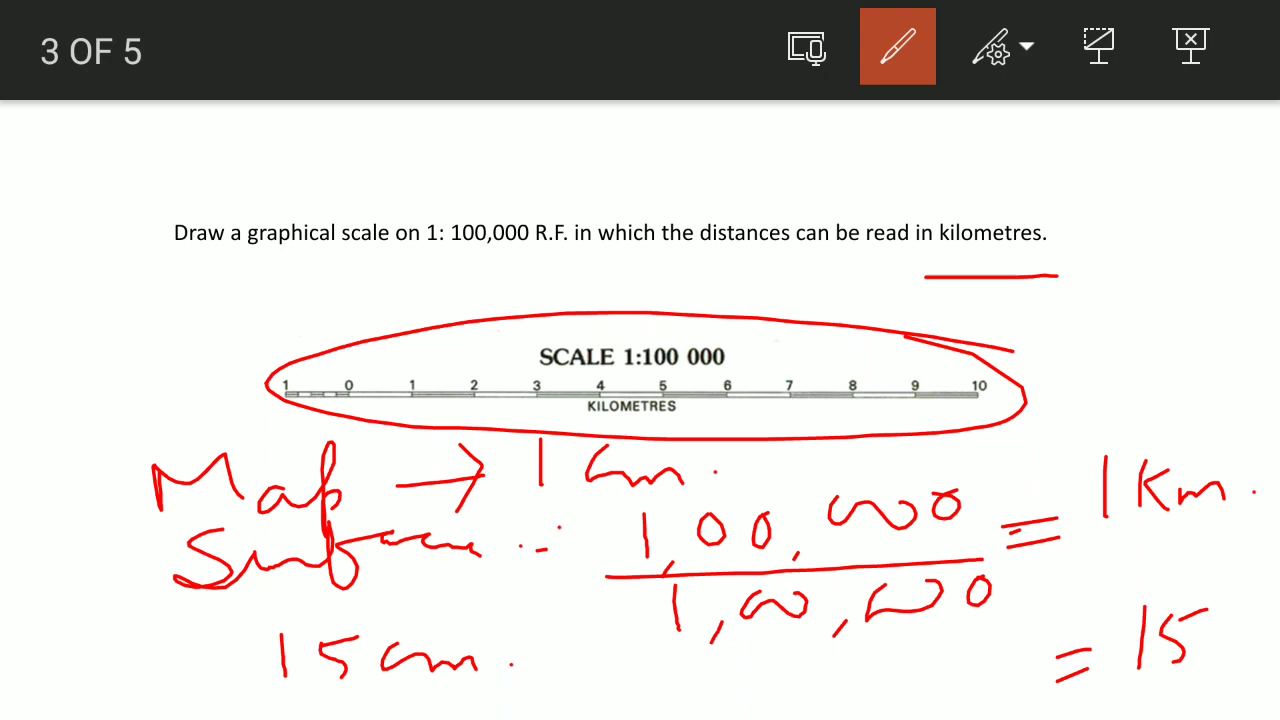 3 OF 5
Draw a graphical scale on 1: 100,000 R.F. in which the distances can be read in kilometres.
SCALE 1:100 000
1 0 1 2 3 4 5 6 7 8 9 10
KILOMETRES
Map → 1 cm.
Surface :- 1,00,000 = 1 Km.
1,00,000
15 cm. = 15